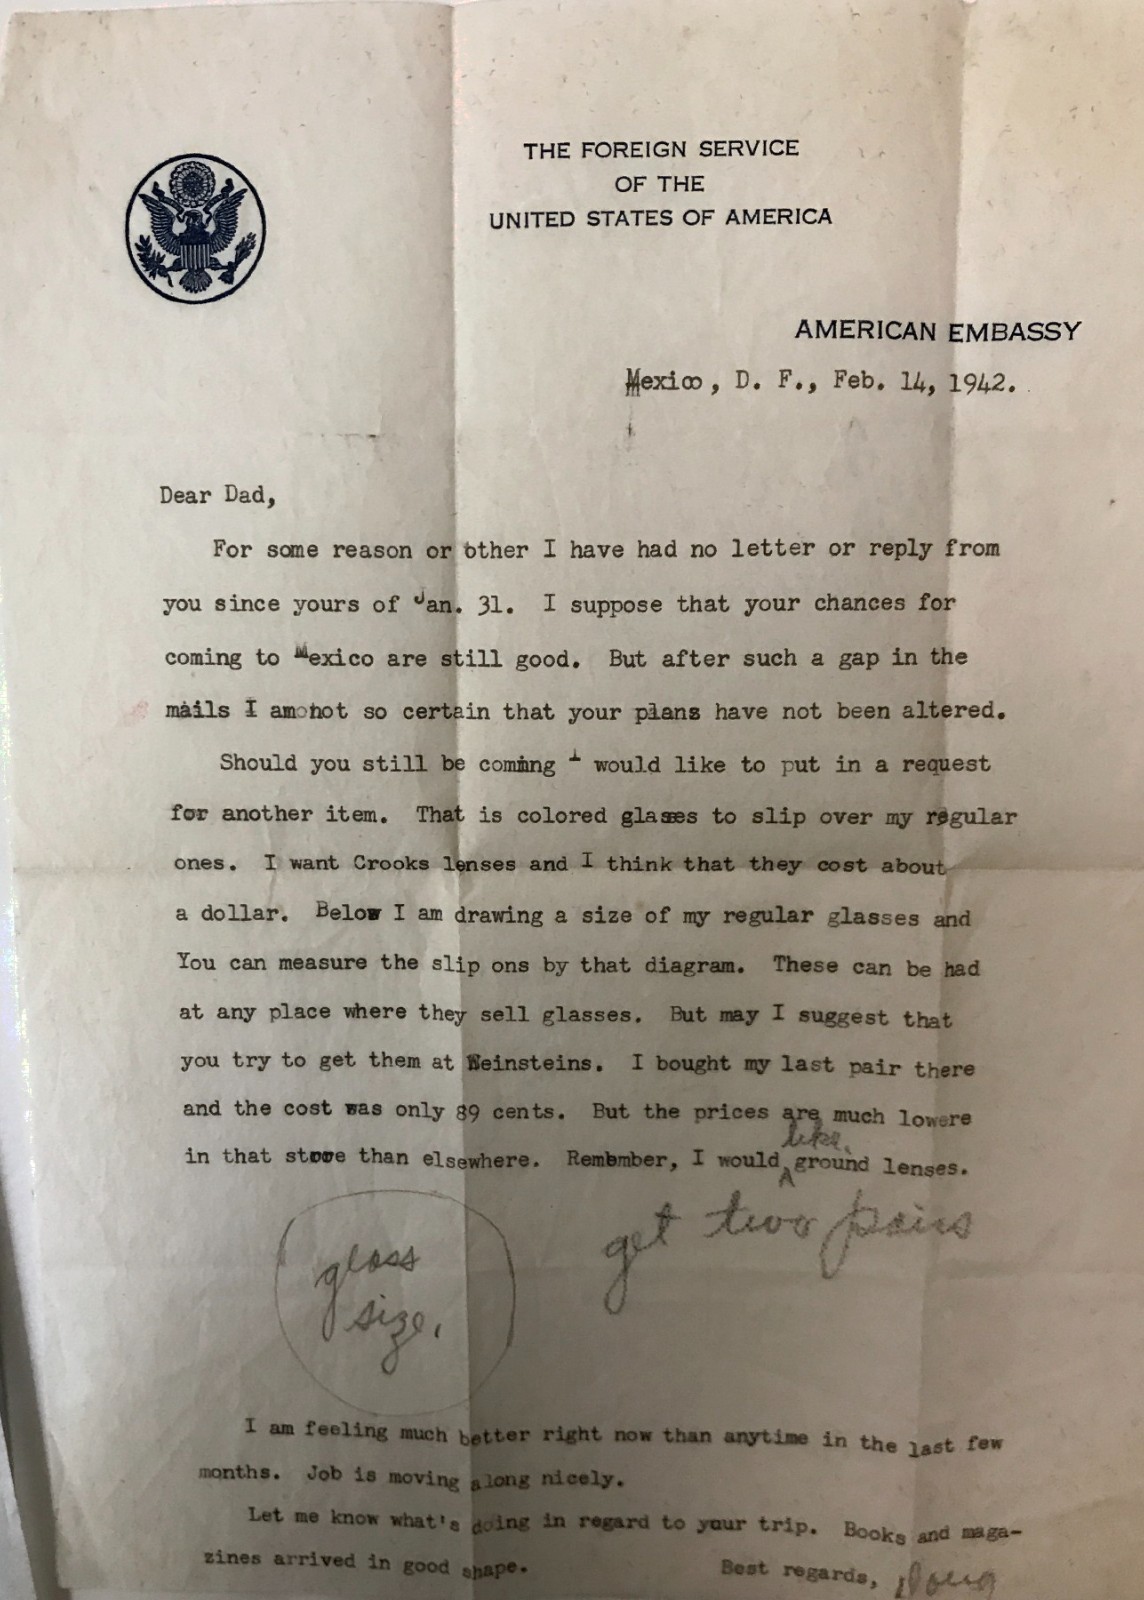 THE FOREIGN SERVICE
OF THE
UNITED STATES OF AMERICA
AMERICAN EMBASSY
Mexico, D. F., Feb. 14, 1942.
Dear Dad,
For some reason or other I have had no letter or reply from
you since yours of Jan. 31. I suppose that your chances for
coming to Mexico are still good. But after such a gap in the
mails I am not so certain that your plans have not been altered.
Should you still be coming I would like to put in a request
for another item. That is colored glasses to slip over my regular
ones. I want Crooks lenses and I think that they cost about
a dollar. Below I am drawing a size of my regular glasses and
You can measure the slip ons by that diagram. These can be had
at any place where they sell glasses. But may I suggest that
you try to get them at Weinsteins. I bought my last pair there
and the cost was only 89 cents. But the prices are much lowere
in that store than elsewhere. Remember, I would like ground lenses.
get two pairs
glass
size.
I am feeling much better right now than anytime in the last few
months. Job is moving along nicely.
Let me know what's doing in regard to your trip. Books and maga-
zines arrived in good shape. Best regards, Doug